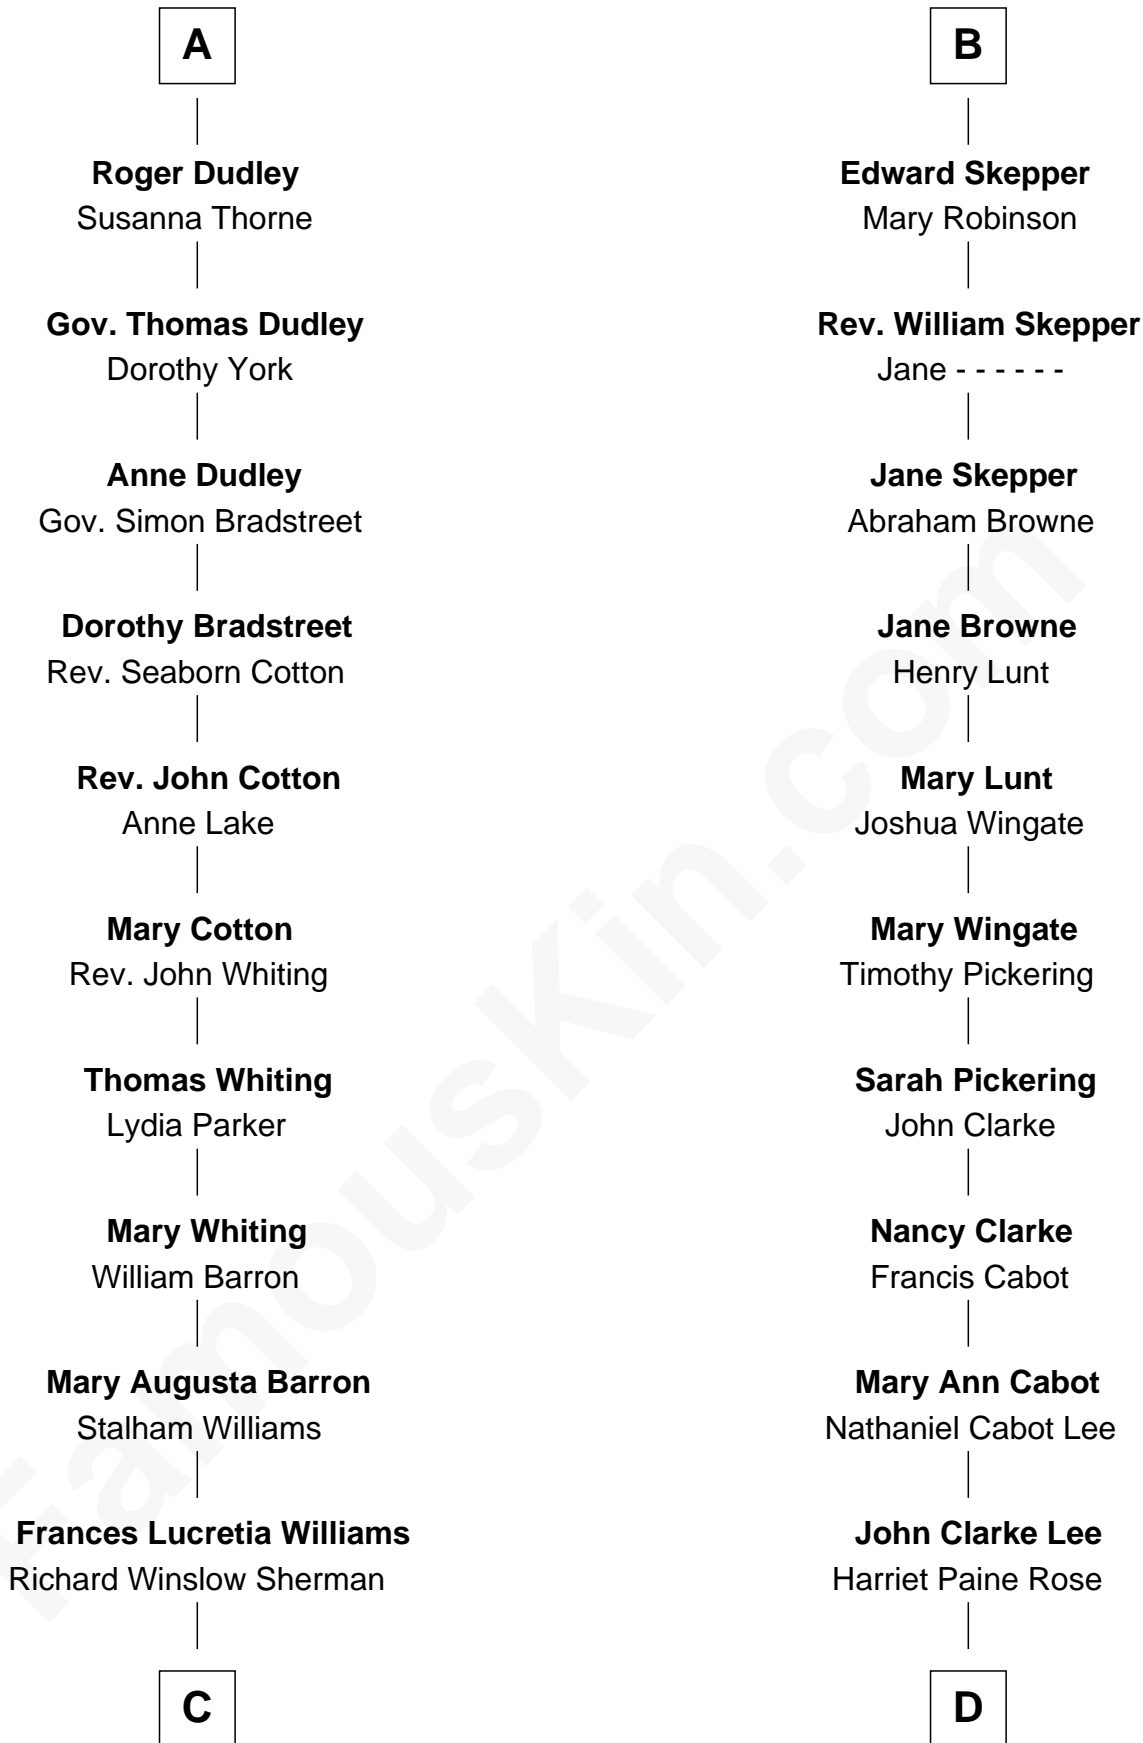 A
Roger Dudley
Susanna Thorne
Gov. Thomas Dudley
Dorothy York
Anne Dudley
Gov. Simon Bradstreet
Dorothy Bradstreet
Rev. Seaborn Cotton
Rev. John Cotton
Anne Lake
Mary Cotton
Rev. John Whiting
Thomas Whiting
Lydia Parker
Mary Whiting
William Barron
Mary Augusta Barron
Stalham Williams
Frances Lucretia Williams
Richard Winslow Sherman
C
B
Edward Skepper
Mary Robinson
Rev. William Skepper
Jane - - - - - -
Jane Skepper
Abraham Browne
Jane Browne
Henry Lunt
Mary Lunt
Joshua Wingate
Mary Wingate
Timothy Pickering
Sarah Pickering
John Clarke
Nancy Clarke
Francis Cabot
Mary Ann Cabot
Nathaniel Cabot Lee
John Clarke Lee
Harriet Paine Rose
D
FamousKin.com